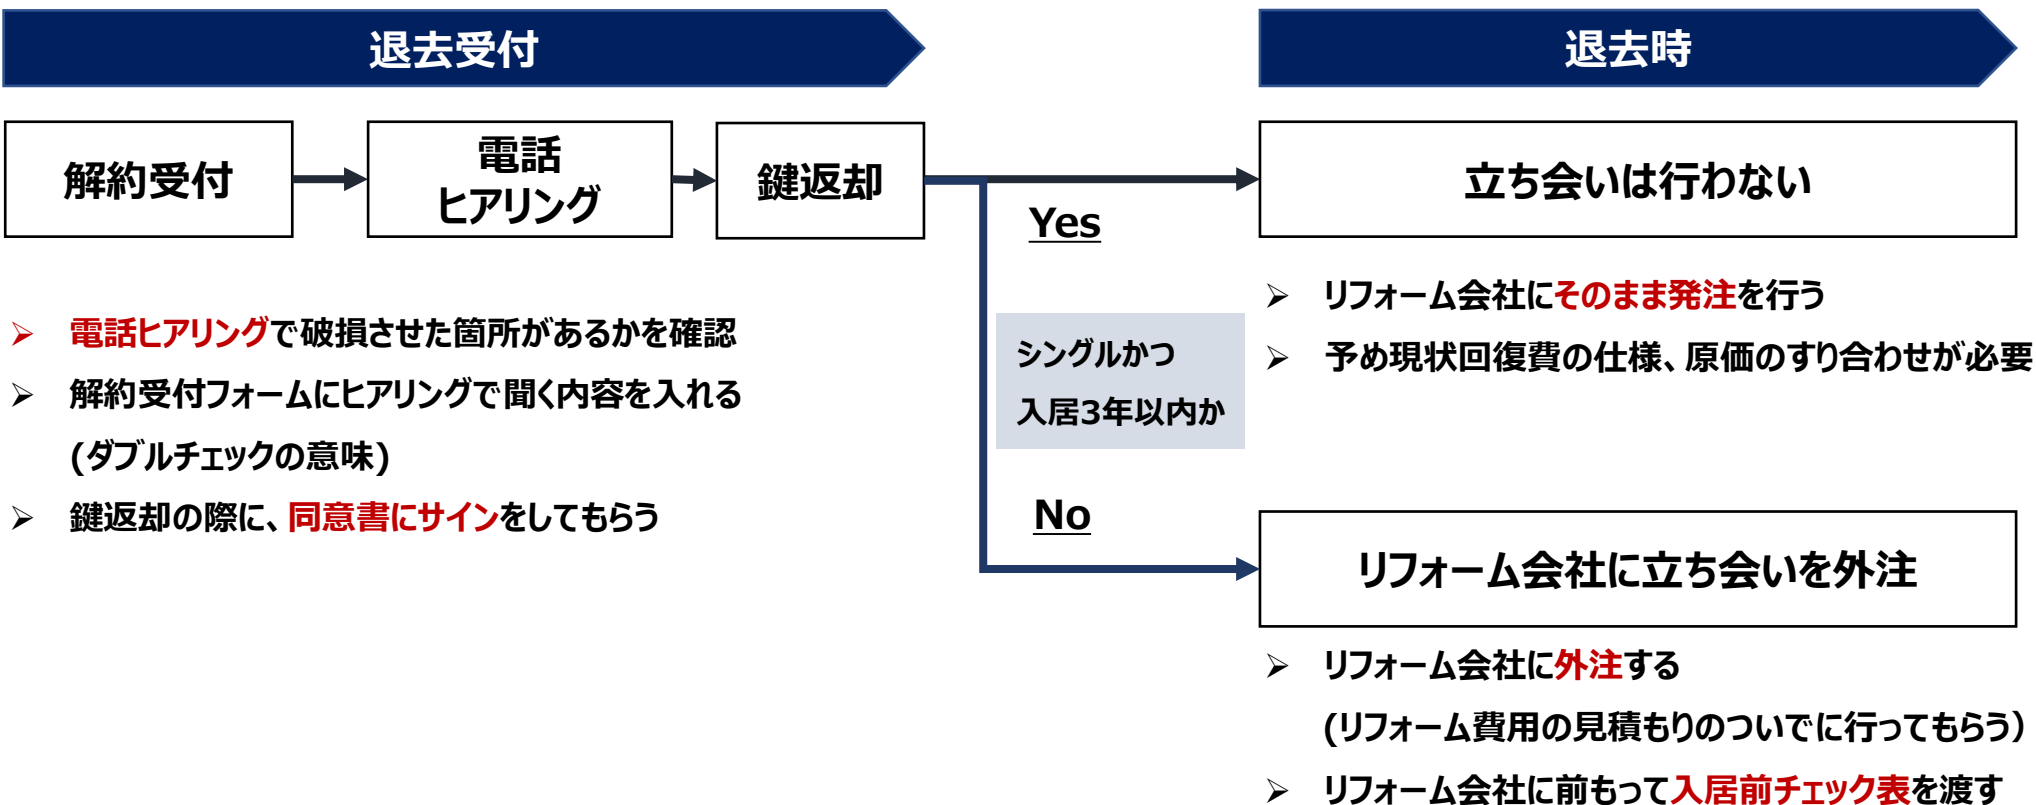 退去受付
退去時
解約受付
電話
ヒアリング
鍵返却
立ち会いは行わない
Yes
➢ 電話ヒアリングで破損させた箇所があるかを確認
➢ 解約受付フォームにヒアリングで聞く内容を入れる
(ダブルチェックの意味)
➢ 鍵返却の際に、同意書にサインをしてもらう
シングルかつ
入居3年以内か
➢ リフォーム会社にそのまま発注を行う
➢ 予め現状回復費の仕様、原価のすり合わせが必要
No
リフォーム会社に立ち会いを外注
➢ リフォーム会社に外注する
(リフォーム費用の見積もりのついでに行ってもらう）
➢ リフォーム会社に前もって入居前チェック表を渡す